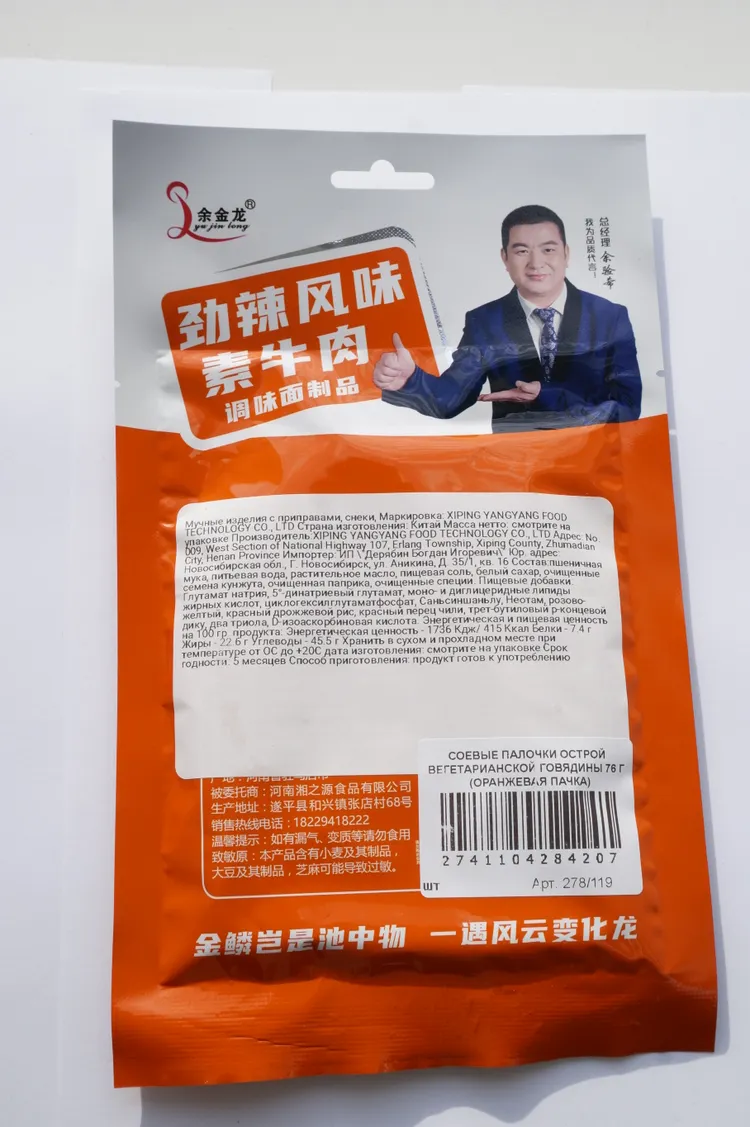 余金龙®
yu jin long
总经理 余验奇
我为品质代言!
劲辣风味
素牛肉
调味面制品
Мучные изделия с приправами, снеки, Маркировка: XIPING YANGYANG FOOD
TECHNOLOGY CO., LTD Страна изготовления: Китай Масса нетто: смотрите на
упаковке Производитель: XIPING YANGYANG FOOD TECHNOLOGY CO., LTD Адрес: No.
009, West Section of National Highway 107, Erlang Township, Xiping County, Zhumadian
City, Henan Province Импортер: ИП \"Дерябин Богдан Игоревич\" Юр. адрес:
Новосибирская обл., Г. Новосибирск, ул. Аникина, Д. 35/1, кв. 16 Состав:пшеничная
мука, питьевая вода, растительное масло, пищевая соль, белый сахар, очищенные
семена кунжута, очищенная паприка, очищенные специи. Пищевые добавки:
Глутамат натрия, 5°-динатриевый глутамат, моно- и диглицеридные липиды
жирных кислот, циклогексилглутаматфосфат, Саньсиншаньлу, Неотам, розово-
желтый, красный дрожжевой рис, красный перец чили, трет-бутиловый р-концевой
дику, два триола, D-изоаскорбиновая кислота. Энергетическая и пищевая ценность
на 100 гр. продукта: Энергетическая ценность - 1736 Кдж/ 415 Ккал Белки - 7.4 г
Жиры - 22.6 г Углеводы - 45.5 г Хранить в сухом и прохладном месте при
температуре от ОС до +20С дата изготовления: смотрите на упаковке Срок
годности: 5 месяцев Способ приготовления: продукт готов к употреблению
被委托商：河南湘之源食品有限公司
生产地址：遂平县和兴镇张店村68号
销售热线电话：18229418222
温馨提示：如有漏气、变质等请勿食用
致敏原：本产品含有小麦及其制品，
大豆及其制品，芝麻可能导致过敏。
СОЕВЫЕ ПАЛОЧКИ ОСТРОЙ
ВЕГЕТАРИАНСКОЙ ГОВЯДИНЫ 76 Г
(ОРАНЖЕВАЯ ПАЧКА)
2741104284207
шт Арт. 278/119
金鳞岂是池中物 一遇风云变化龙